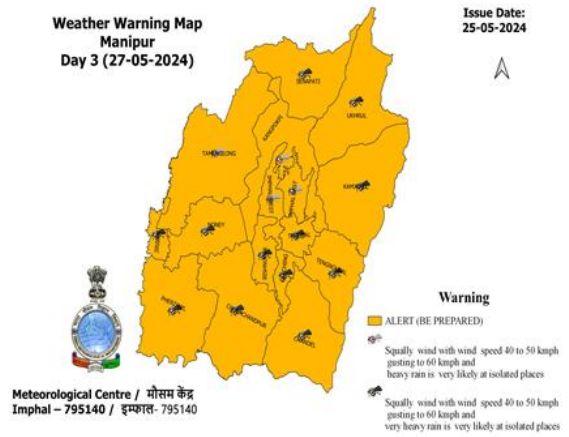 Weather Warning Map
Manipur
Day 3 (27-05-2024)
Issue Date:
25-05-2024
SENAPATI
UKHRUL
KANGPOKPI
TAMENGLONG
KAMJONG
NONEY
TENGNOUPAL
PHERZAWL
CHURACHANDPUR
CHANDEL
Warning
ALERT (BE PREPARED)
Squally wind with wind speed 40 to 50 kmph
gusting to 60 kmph and
heavy rain is very likely at isolated places
Squally wind with wind speed 40 to 50 kmph
gusting to 60 kmph and
very heavy rain is very likely at isolated places
Meteorological Centre / मौसम केंद्र
Imphal – 795140 / इम्फाल- 795140